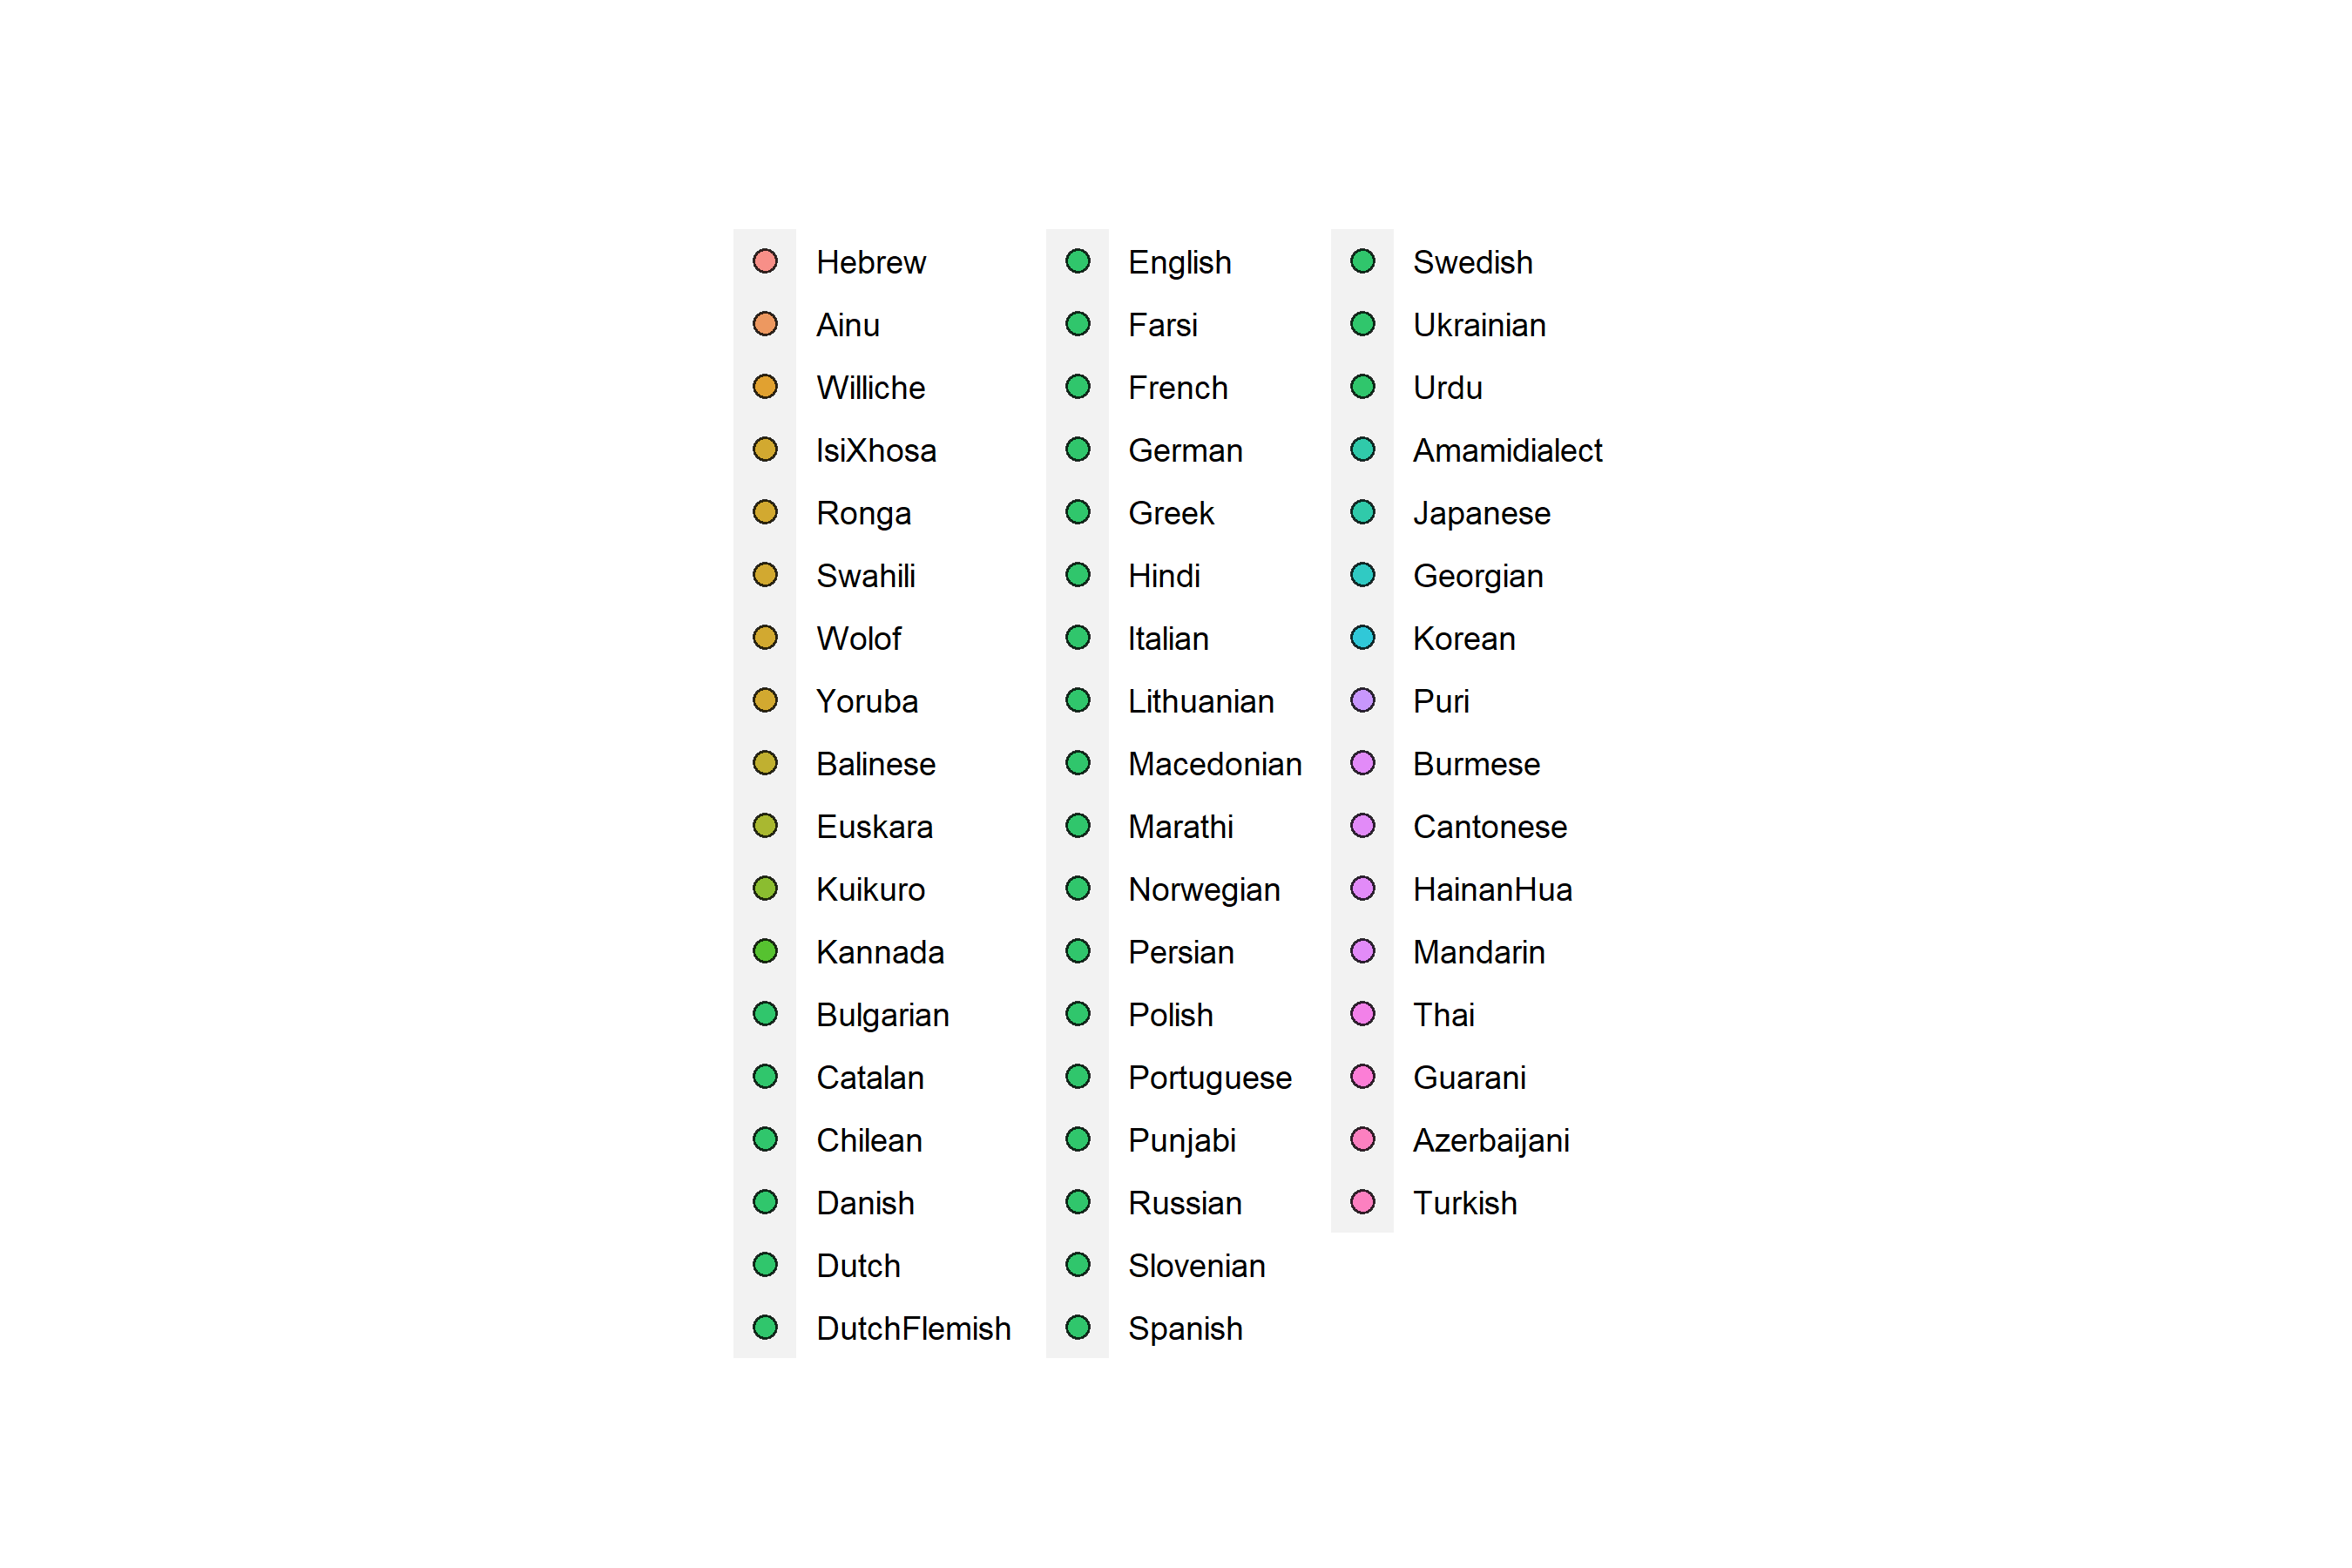 Hebrew
Ainu
Williche
IsiXhosa
Ronga
Swahili
Wolof
Yoruba
Balinese
Euskara
Kuikuro
Kannada
Bulgarian
Catalan
Chilean
Danish
Dutch
DutchFlemish
English
Farsi
French
German
Greek
Hindi
Italian
Lithuanian
Macedonian
Marathi
Norwegian
Persian
Polish
Portuguese
Punjabi
Russian
Slovenian
Spanish
Swedish
Ukrainian
Urdu
Amamidialect
Japanese
Georgian
Korean
Puri
Burmese
Cantonese
HainanHua
Mandarin
Thai
Guarani
Azerbaijani
Turkish